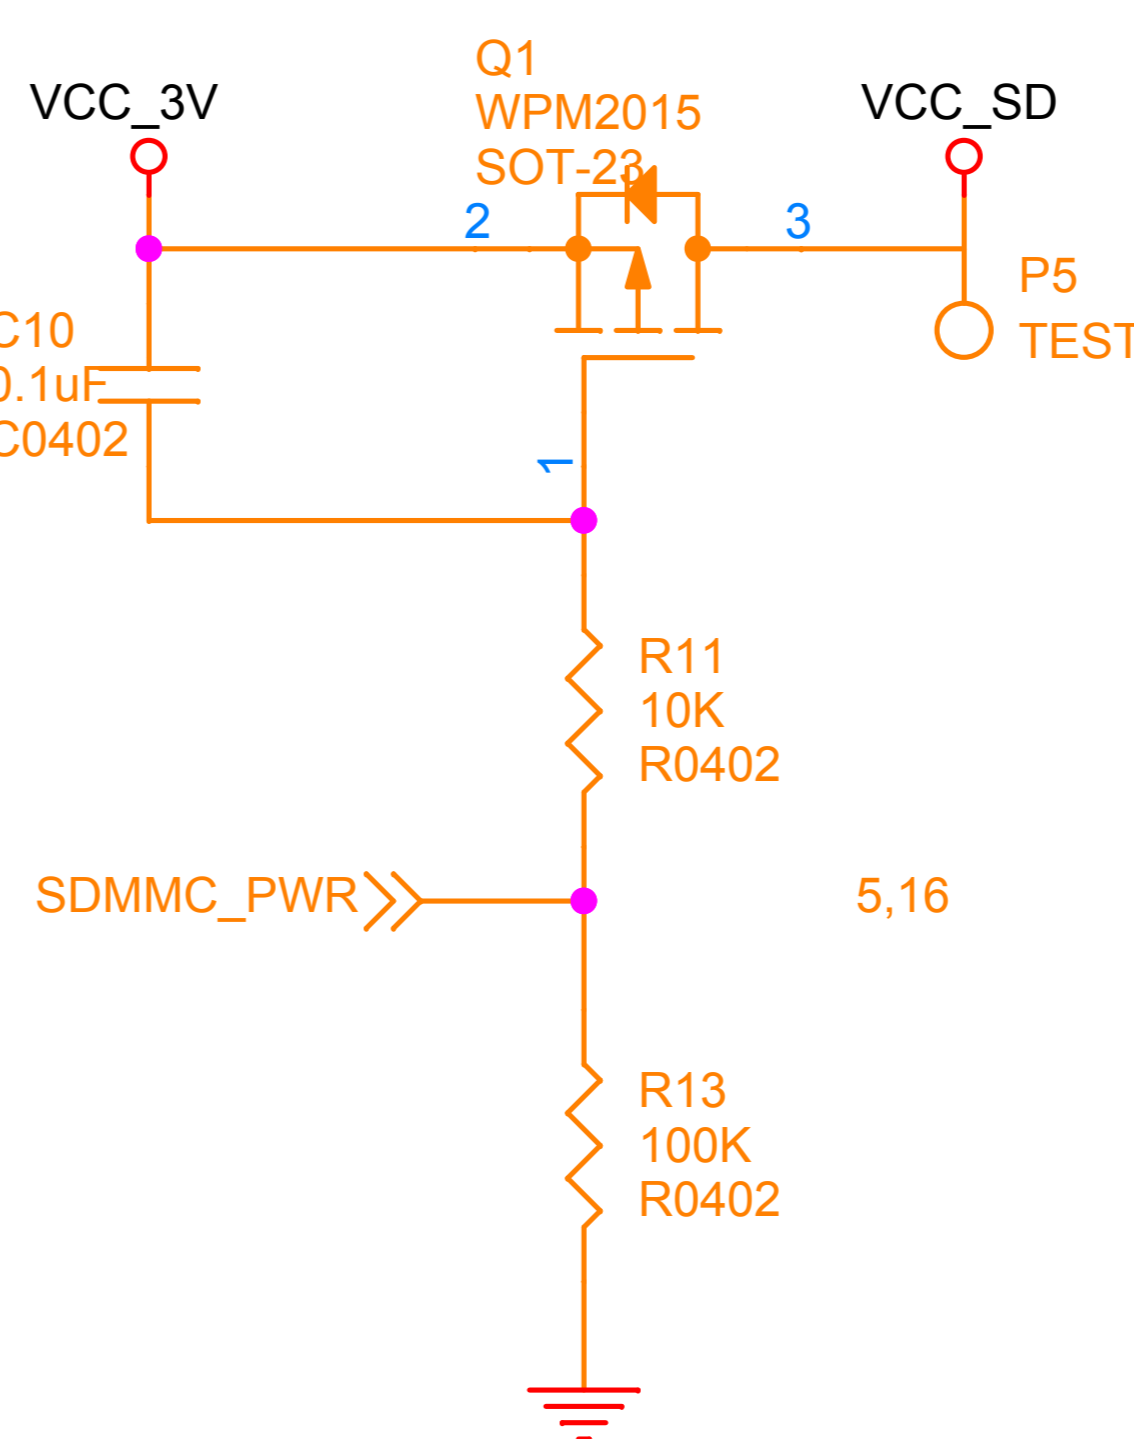 VCC_3V
Q1
WPM2015
SOT-23
VCC_SD
2
3
P5
TEST
C10
0.1uF
C0402
1
R11
10K
R0402
SDMMC_PWR
5,16
R13
100K
R0402